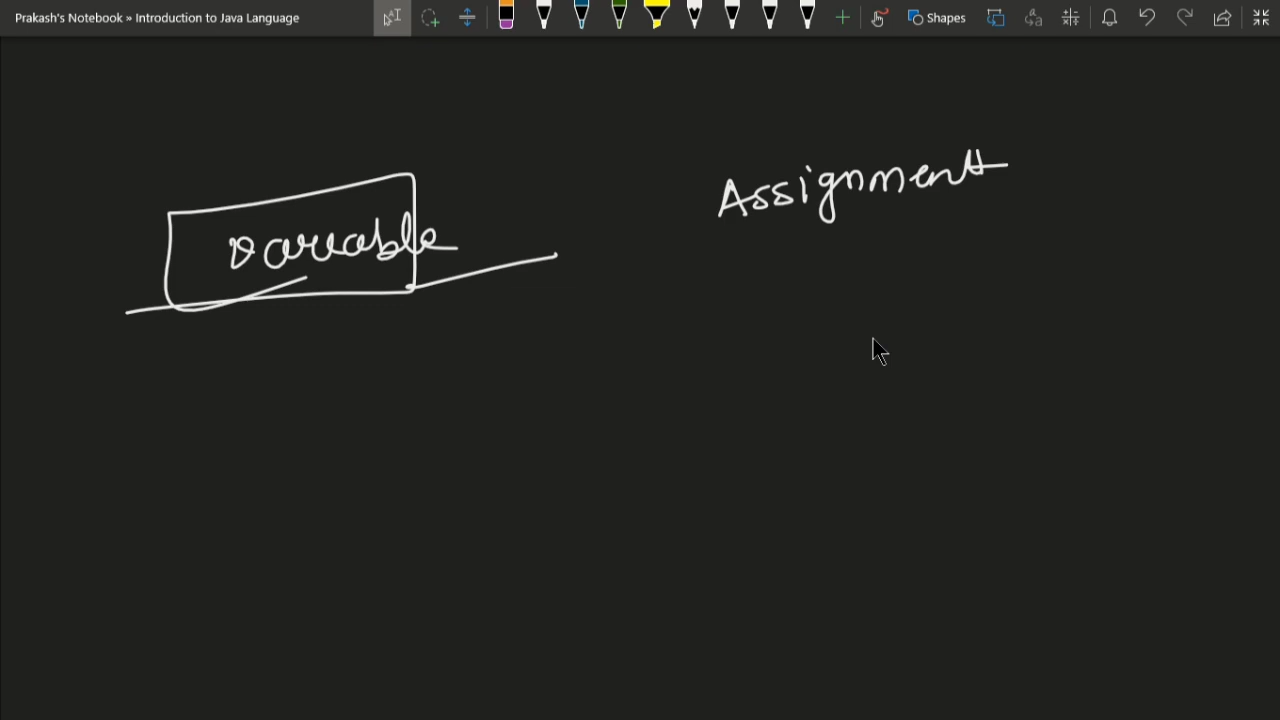 Prakash's Notebook » Introduction to Java Language
Shapes
Assignment
variable